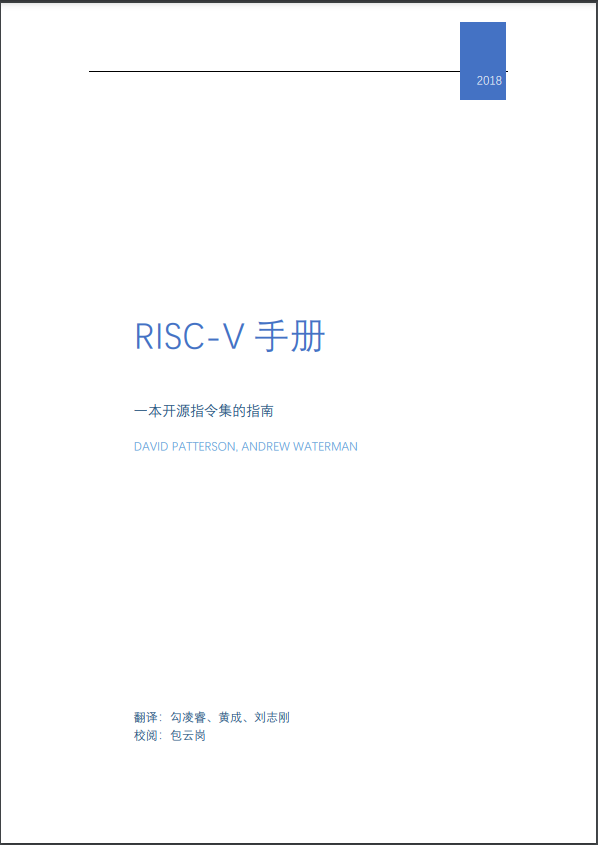 2018
RISC-V 手册
一本开源指令集的指南
DAVID PATTERSON, ANDREW WATERMAN
翻译：勾凌睿、黄成、刘志刚
校阅：包云岗